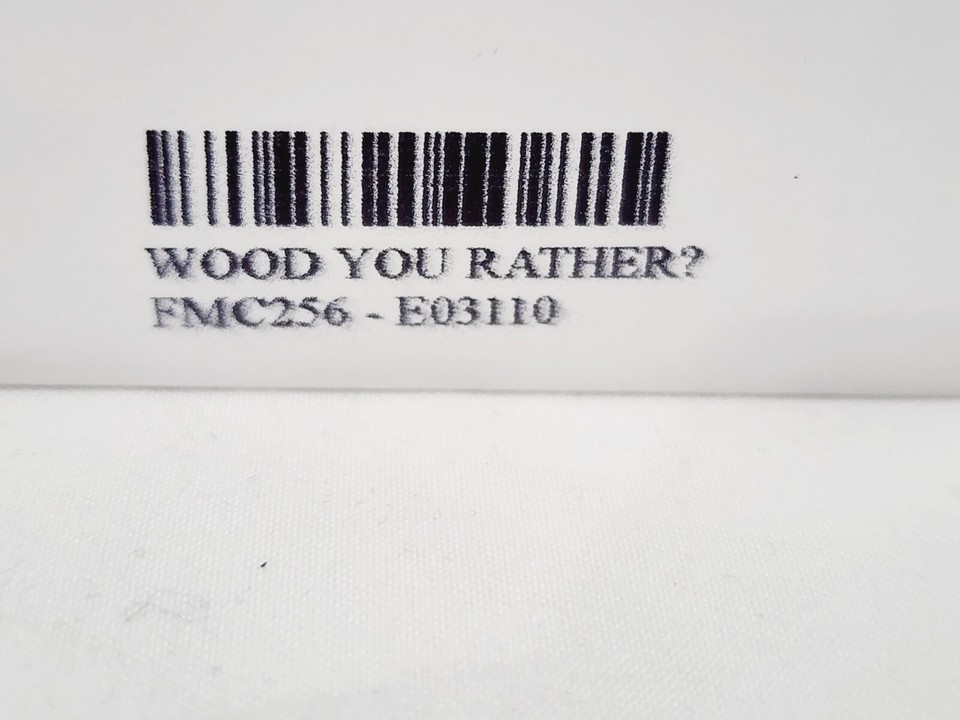 WOOD YOU RATHER?
FMC256 - E03110